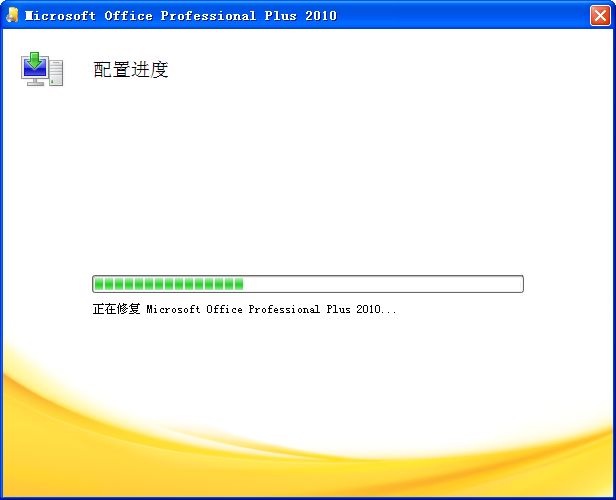 Microsoft Office Professional Plus 2010
配置进度
正在修复 Microsoft Office Professional Plus 2010...